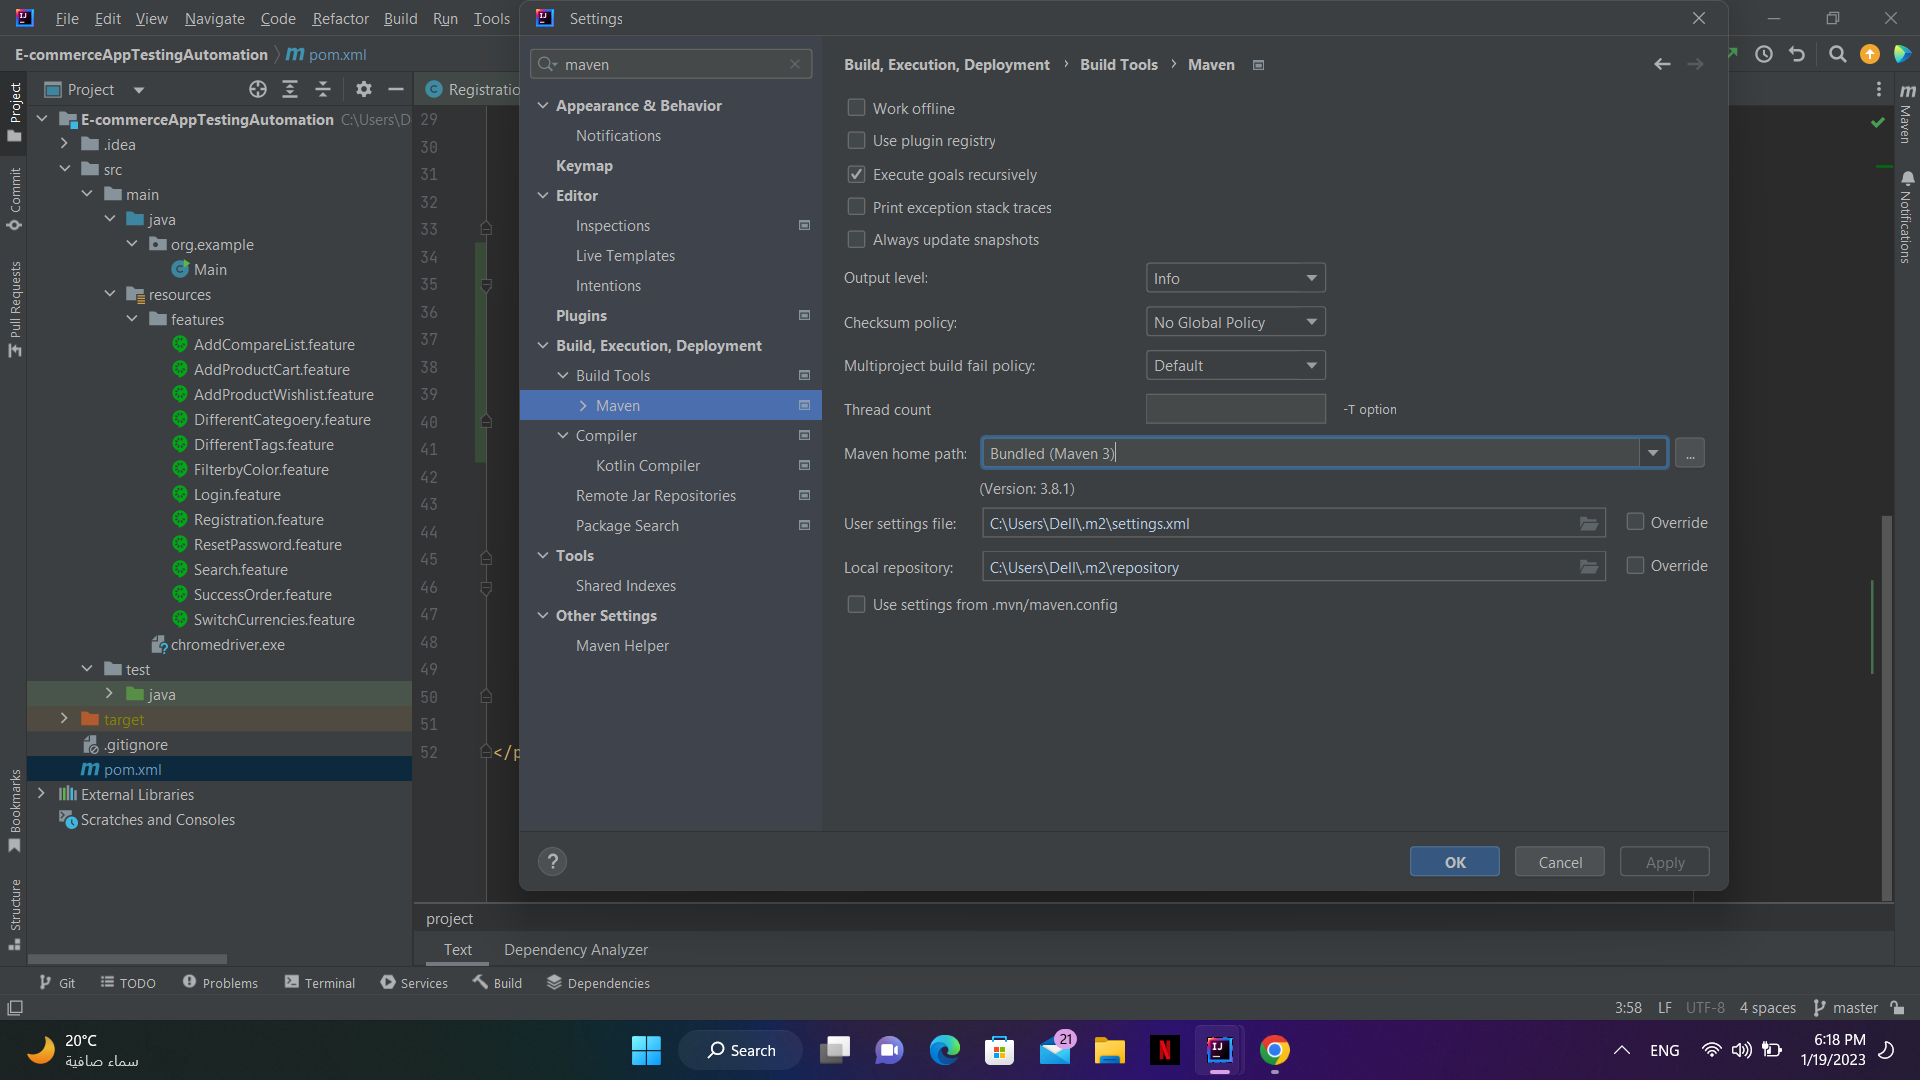 File Edit View Navigate Code Refactor Build Run Tools
Settings
E-commerceAppTestingAutomation
pom.xml
Project
Registratio
maven
Build, Execution, Deployment › Build Tools › Maven
Project
Commit
Pull Requests
Bookmarks
Structure
E-commerceAppTestingAutomation C:\Users\D
.idea
src
main
java
org.example
Main
resources
features
AddCompareList.feature
AddProductCart.feature
AddProductWishlist.feature
DifferentCategoery.feature
DifferentTags.feature
FilterbyColor.feature
Login.feature
Registration.feature
ResetPassword.feature
Search.feature
SuccessOrder.feature
SwitchCurrencies.feature
chromedriver.exe
test
java
target
.gitignore
pom.xml
External Libraries
Scratches and Consoles
29
30
31
32
33
34
35
36
37
38
39
40
41
42
43
44
45
46
47
48
49
50
51
52
</p
Appearance & Behavior
Notifications
Keymap
Editor
Inspections
Live Templates
Intentions
Plugins
Build, Execution, Deployment
Build Tools
Maven
Compiler
Kotlin Compiler
Remote Jar Repositories
Package Search
Tools
Shared Indexes
Other Settings
Maven Helper
Work offline
Use plugin registry
Execute goals recursively
Print exception stack traces
Always update snapshots
Output level: Info
Checksum policy: No Global Policy
Multiproject build fail policy: Default
Thread count -T option
Maven home path: Bundled (Maven 3) ...
(Version: 3.8.1)
User settings file: C:\Users\Dell\.m2\settings.xml Override
Local repository: C:\Users\Dell\.m2\repository Override
Use settings from .mvn/maven.config
? OK Cancel Apply
m Maven
Notifications
project
Text Dependency Analyzer
Git TODO Problems Terminal Services Build Dependencies
3:58 LF UTF-8 4 spaces master
20°C
سماء صافية
Search
21
N
IJ
ENG
6:18 PM
1/19/2023